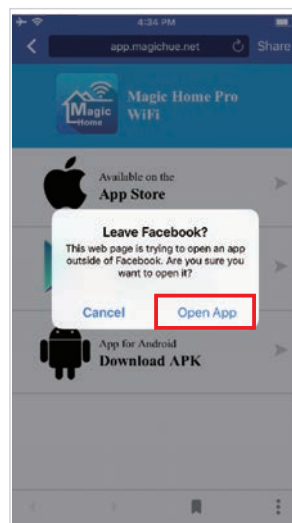 4:34 PM
app.magichue.net
Share
Magic Home
Magic Home Pro
WiFi
Available on the
App Store
Leave Facebook?
This web page is trying to open an app
outside of Facebook. Are you sure you
want to open it?
Cancel
Open App
App for Android
Download APK